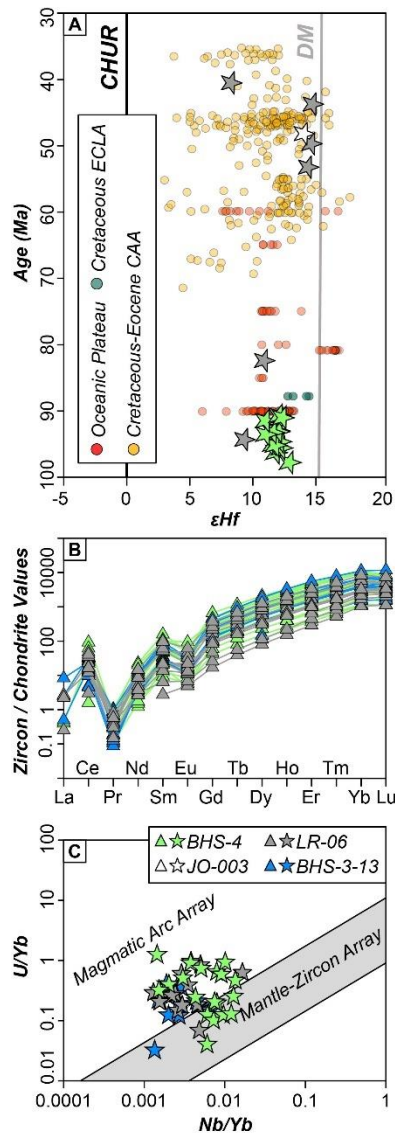 A
CHUR
DM
Oceanic Plateau
Cretaceous ECLA
Cretaceous-Eocene CAA
Age (Ma)
30
40
50
60
70
80
90
100
-5 0 5 10 15 20
εHf
B
Zircon / Chondrite Values
10000
100
1
0.1
Ce Nd Eu Tb Ho Tm
La Pr Sm Gd Dy Er Yb Lu
C
BHS-4 LR-06
JO-003 BHS-3-13
Magmatic Arc Array
Mantle-Zircon Array
U/Yb
100
10
1
0.1
0.01
0.0001 0.001 0.01 0.1 1
Nb/Yb